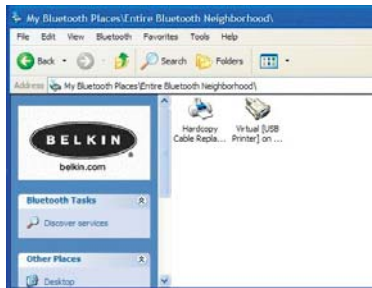 My Bluetooth Places\Entire Bluetooth Neighborhood\
File Edit View Bluetooth Favorites Tools Help
Back Search Folders
Address My Bluetooth Places\Entire Bluetooth Neighborhood\
BELKIN
belkin.com
Hardcopy
Cable Repla...
Virtual [USB
Printer] on ...
Bluetooth Tasks
Discover services
Other Places
Desktop